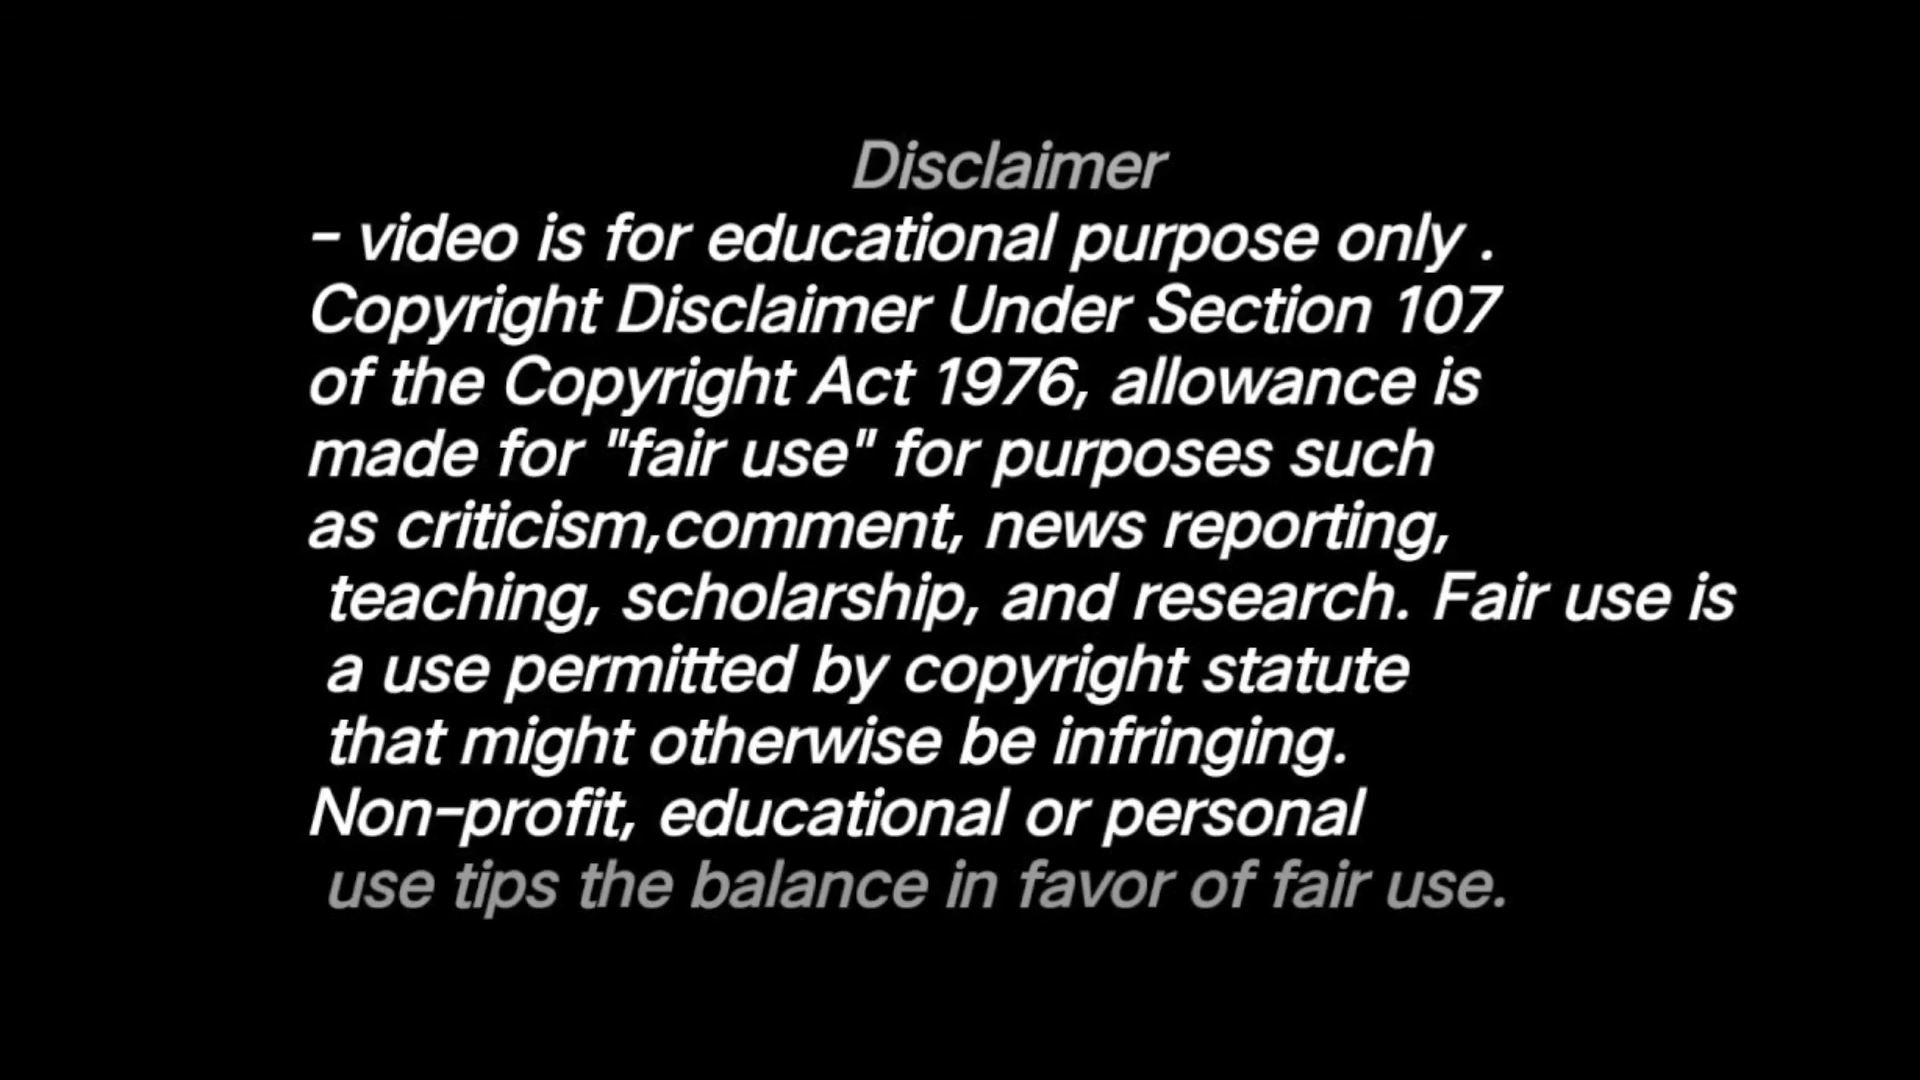 Disclaimer
- video is for educational purpose only .
Copyright Disclaimer Under Section 107
of the Copyright Act 1976, allowance is
made for "fair use" for purposes such
as criticism,comment, news reporting,
teaching, scholarship, and research. Fair use is
a use permitted by copyright statute
that might otherwise be infringing.
Non-profit, educational or personal
use tips the balance in favor of fair use.